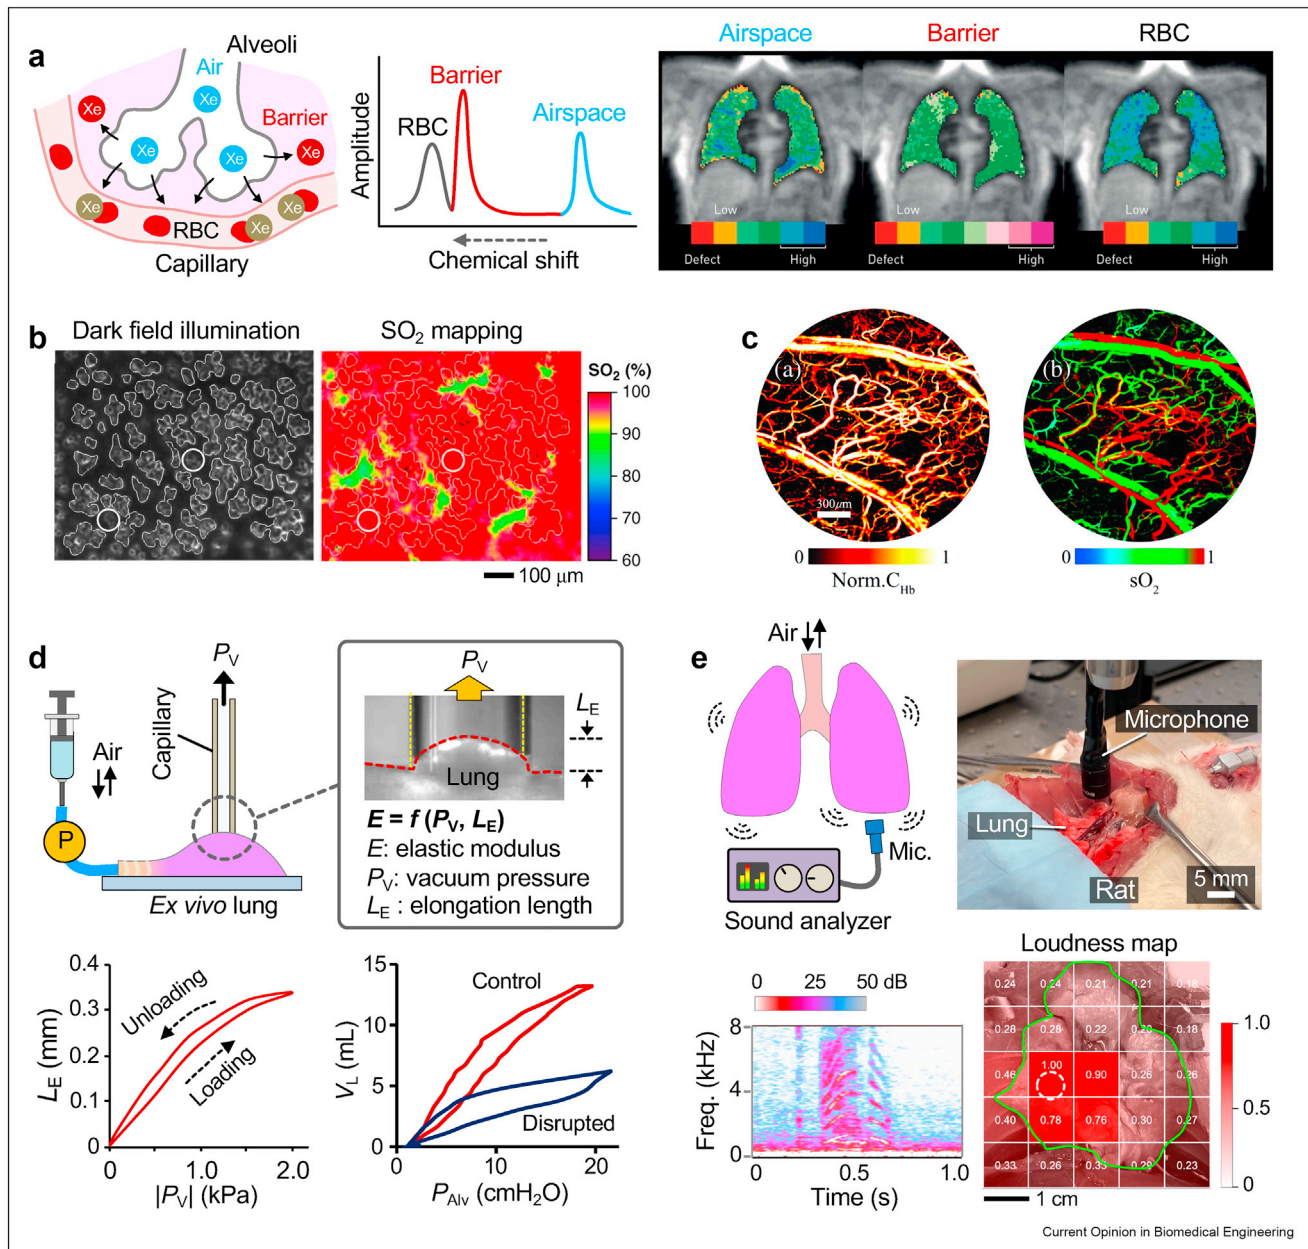 a
Alveoli
Air
Xe
Xe
Xe
Barrier
Xe
Xe
Xe
Xe
RBC
Capillary
Amplitude
RBC
Barrier
Airspace
Chemical shift
Airspace
Barrier
RBC
Low
Defect
High
Low
Defect
High
Low
Defect
High
b
Dark field illumination
SO2 mapping
SO2 (%)
100
90
80
70
60
100 μm
c
(a)
300μm
0
1
Norm.CHb
(b)
0
1
sO2
d
PV
Capillary
Air
P
Ex vivo lung
PV
LE
Lung
E = f (PV, LE)
E: elastic modulus
PV: vacuum pressure
LE : elongation length
LE (mm)
0.4
0.3
0.2
0.1
0
Unloading
Loading
0
1.0
2.0
|PV| (kPa)
VL (mL)
15
10
5
0
Control
Disrupted
0
10
20
PAlv (cmH2O)
e
Air
Mic.
Sound analyzer
Microphone
Lung
Rat
5 mm
0
25
50 dB
Freq. (kHz)
8
4
0
0
0.5
1.0
Time (s)
Loudness map
0.24 0.24 0.21 0.21 0.18
0.28 0.22 0.20 0.18
0.46 1.00 0.90 0.26 0.26
0.40 0.78 0.76 0.30 0.27
0.33 0.26 0.33 0.29 0.23
1.0
0.5
0
1 cm
Current Opinion in Biomedical Engineering